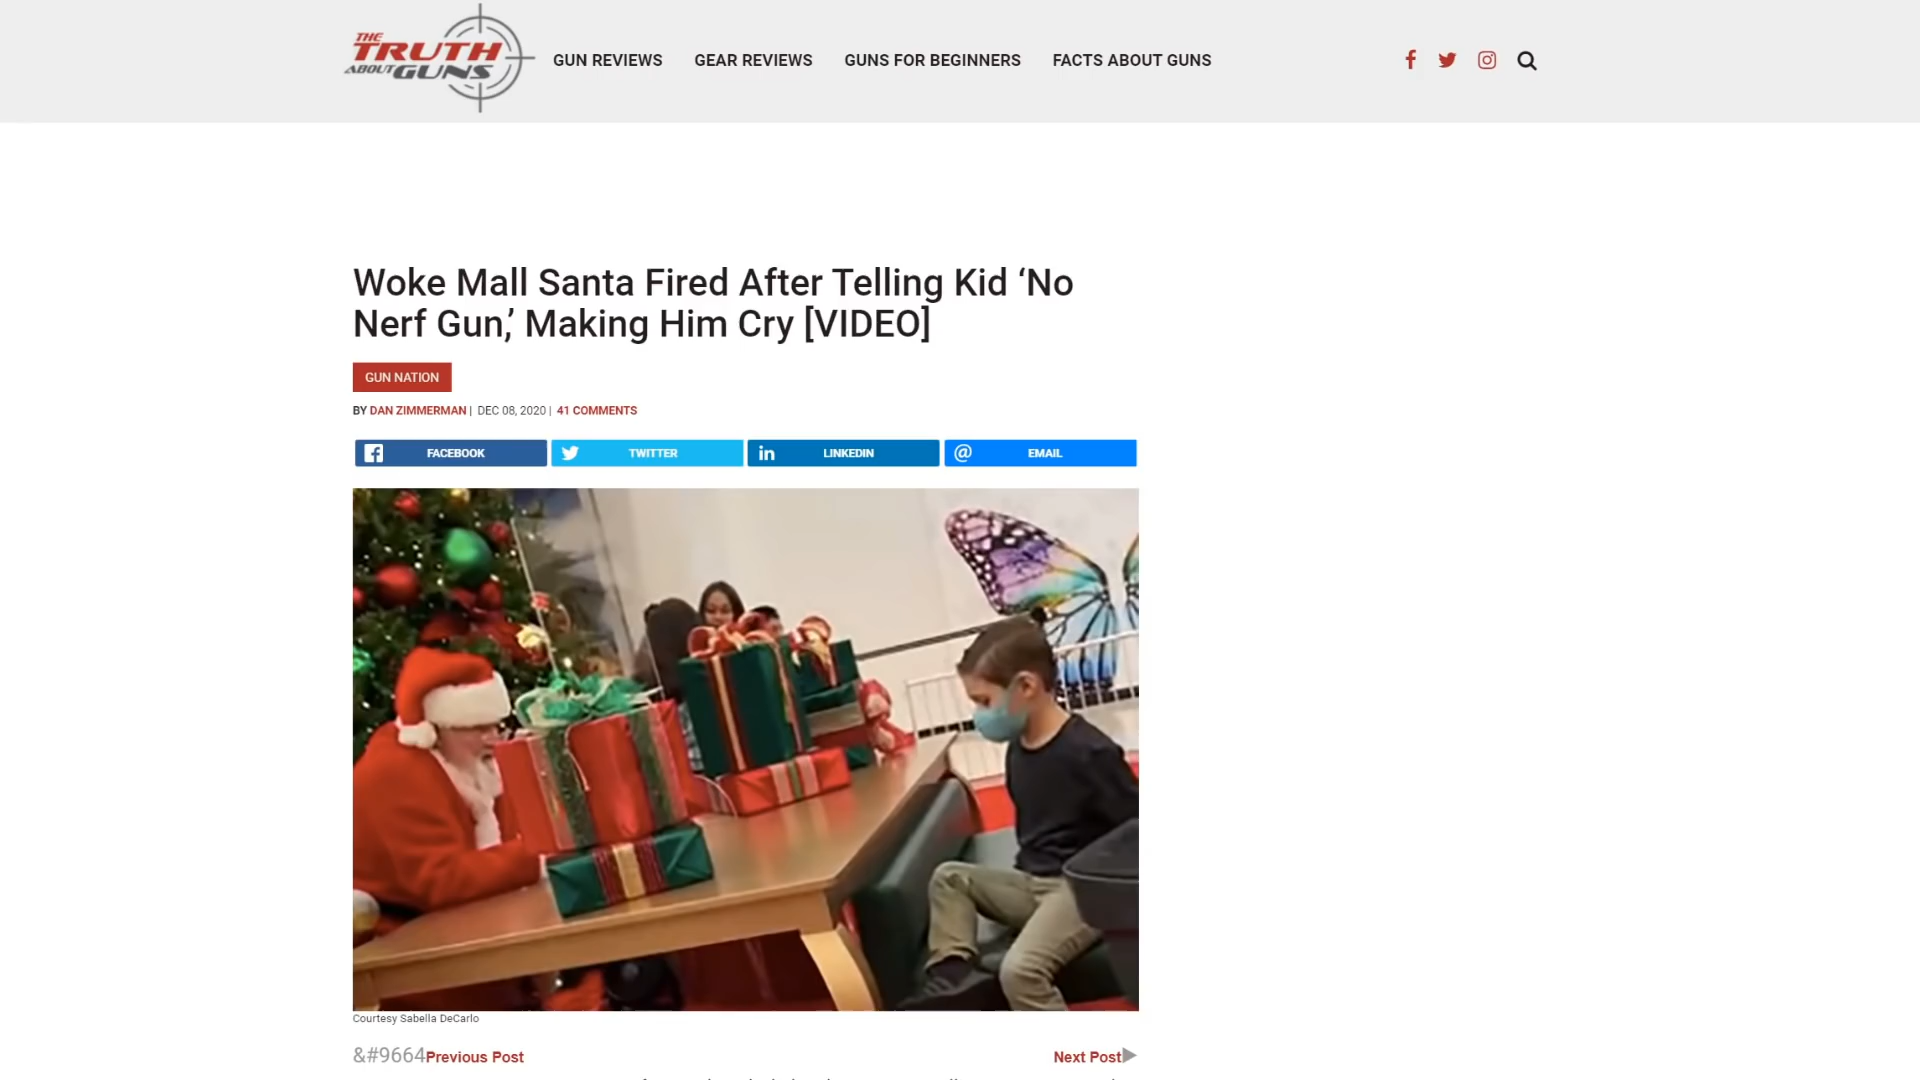 THE
TRUTH
ABOUT GUNS
GUN REVIEWS
GEAR REVIEWS
GUNS FOR BEGINNERS
FACTS ABOUT GUNS
Woke Mall Santa Fired After Telling Kid ‘No
Nerf Gun,’ Making Him Cry [VIDEO]
GUN NATION
BY DAN ZIMMERMAN | DEC 08, 2020 | 41 COMMENTS
FACEBOOK
TWITTER
LINKEDIN
EMAIL
Courtesy Sabella DeCarlo
&#9664Previous Post
Next Post▶